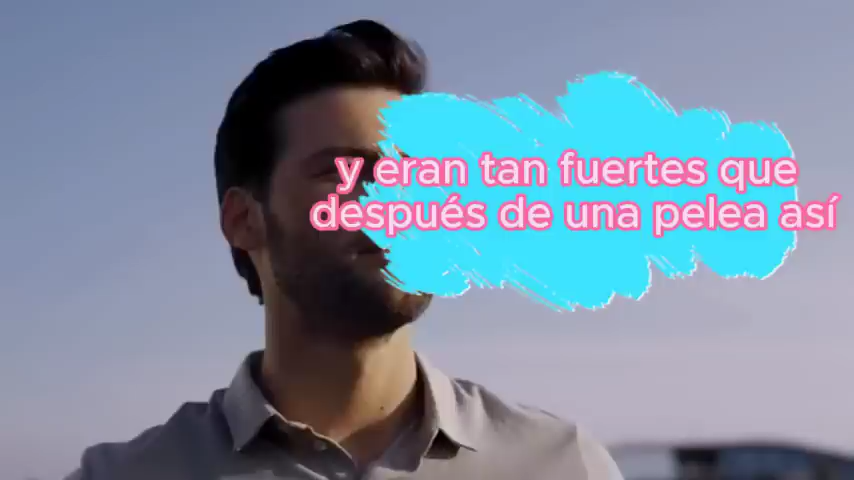 y eran tan fuertes que
después de una pelea así